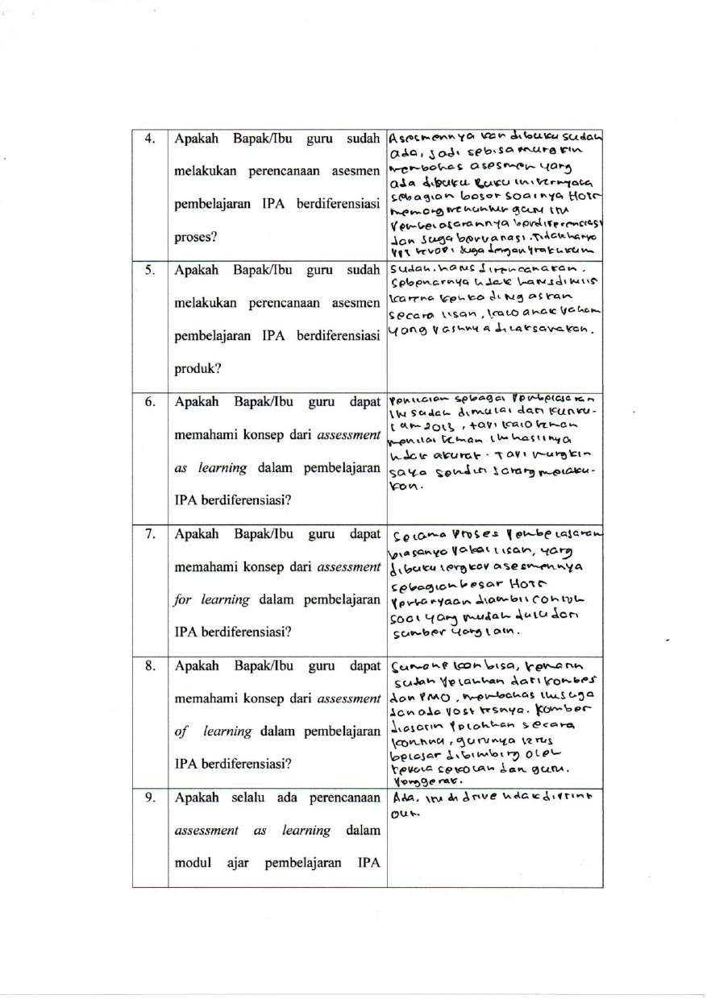 4. Apakah Bapak/Ibu guru sudah
melakukan perencanaan asesmen
pembelajaran IPA berdiferensiasi
proses?
Asesmennya kan dibuku sudah
ada, jadi sebisa mungkin
membahas asesmen yang
ada dibuku. Buku ini ternyata
sebagian besar soalnya Hots
memang menuntut guru itu
Pembelajarannya berdiferensiasi
dan juga bervariasi. Tidak hanya
juga dengan praktikum
5. Apakah Bapak/Ibu guru sudah
melakukan perencanaan asesmen
pembelajaran IPA berdiferensiasi
produk?
Sudah. harus direncanakan.
Sebenarnya tidak harus ditulis
karena ketika ditugaskan
secara lisan, kalo anak paham
yang pastinya dilaksanakan.
6. Apakah Bapak/Ibu guru dapat
memahami konsep dari assessment
as learning dalam pembelajaran
IPA berdiferensiasi?
Penilaian sebagai Pembelajaran
itu sudah dimulai dari kuriku-
lum 2013, tapi kalo teman
menilai teman itu hasilnya
tidak akurat. Tapi mungkin
saya sendiri jarang melaku-
kan.
7. Apakah Bapak/Ibu guru dapat
memahami konsep dari assessment
for learning dalam pembelajaran
IPA berdiferensiasi?
Selama Proses Pembelajaran
biasanya Pakai lisan, yang
dibuku lengkap asesmennya
sebagian besar Hots
Pertanyaan diambil contoh
soal yang mudah dulu dari
sumber yang lain.
8. Apakah Bapak/Ibu guru dapat
memahami konsep dari assessment
of learning dalam pembelajaran
IPA berdiferensiasi?
kan bisa, kemarin
sudah Pelatihan dari kombes
dan PMO, membahas itu juga
dan ada Post tesnya. Kombel
Pelatihan secara
kontinu, gurunya terus
belajar dibimbing oleh
kepala sekolah dan guru
Penggerak.
9. Apakah selalu ada perencanaan
assessment as learning dalam
modul ajar pembelajaran IPA
Ada, itu di drive tidak diprint
out.